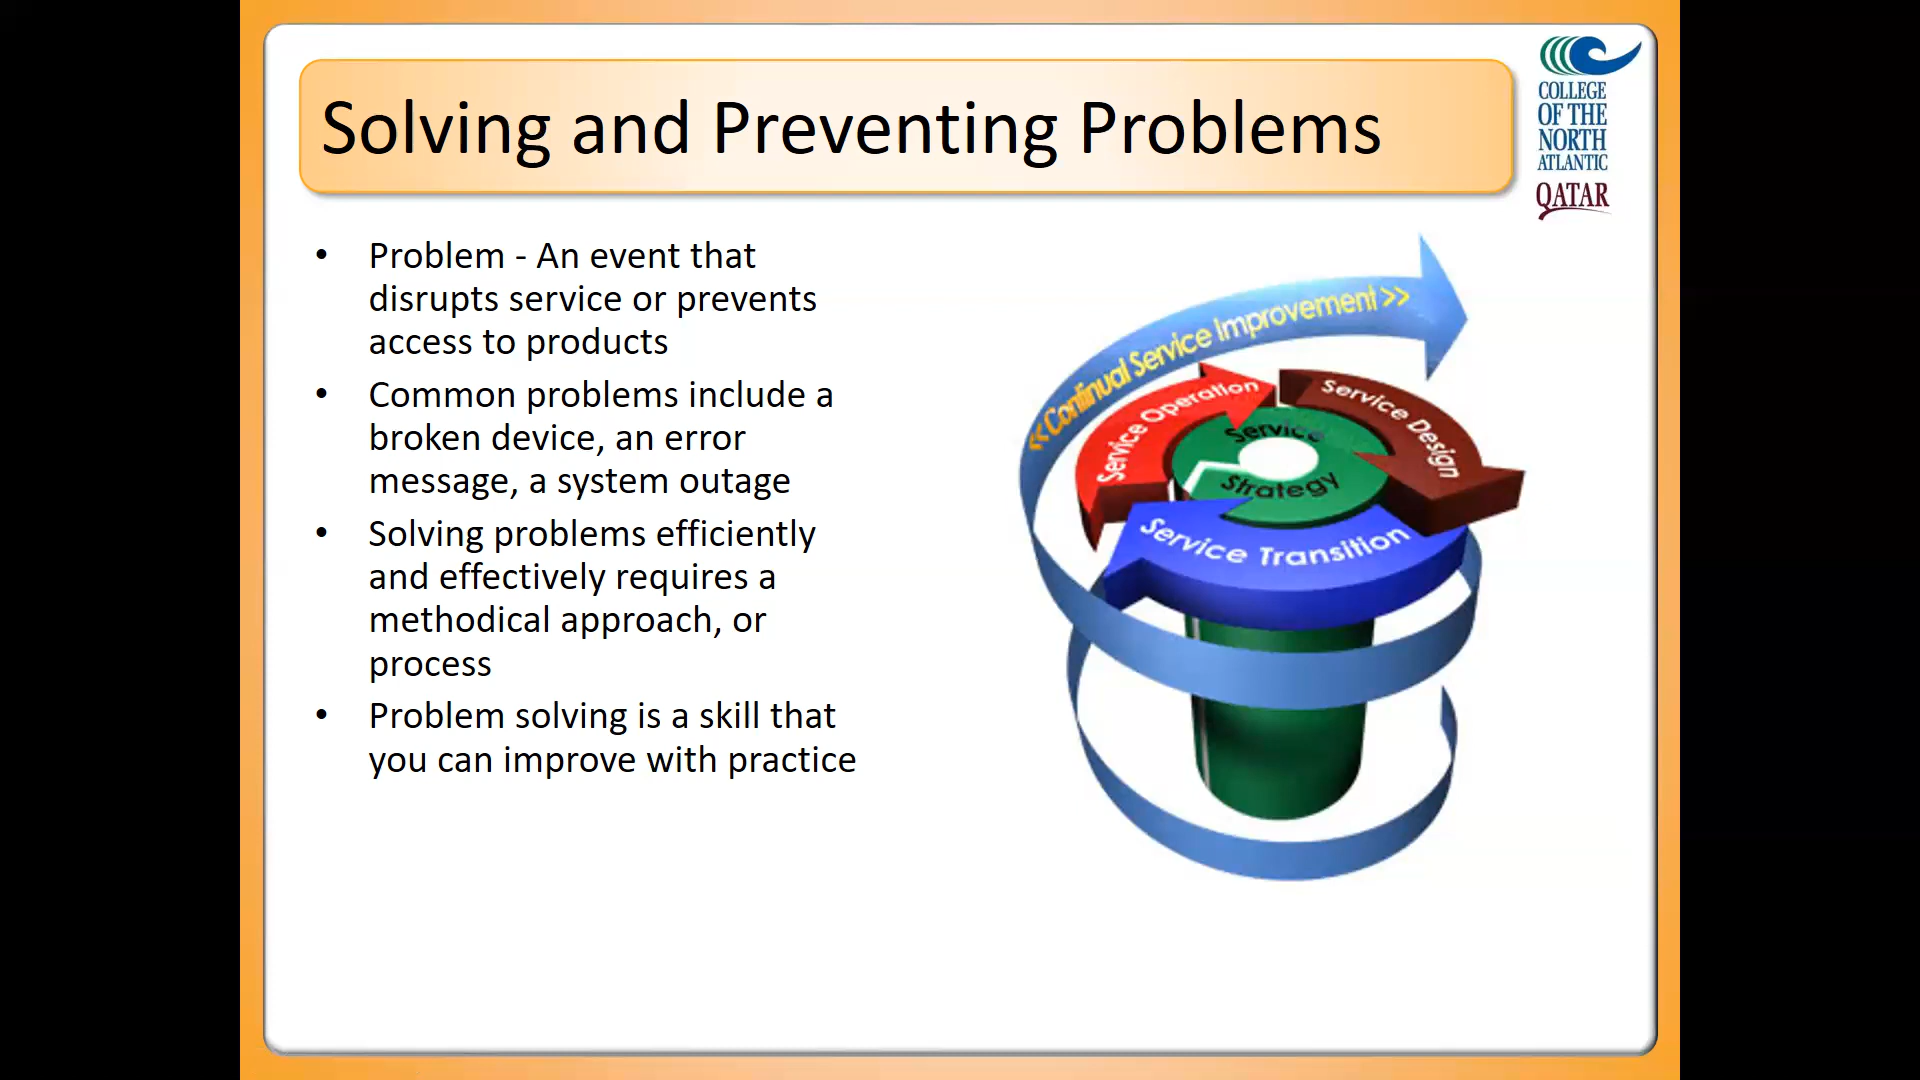 Solving and Preventing Problems
COLLEGE
OF THE
NORTH
ATLANTIC
QATAR
• Problem - An event that
disrupts service or prevents
access to products
• Common problems include a
broken device, an error
message, a system outage
• Solving problems efficiently
and effectively requires a
methodical approach, or
process
• Problem solving is a skill that
you can improve with practice
<< Continual Service Improvement >>
Service Operation
Service Design
Service
Strategy
Service Transition